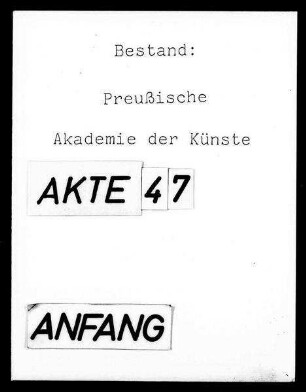 Bestand:
Preußische
Akademie der Künste
AKTE 47
ANFANG